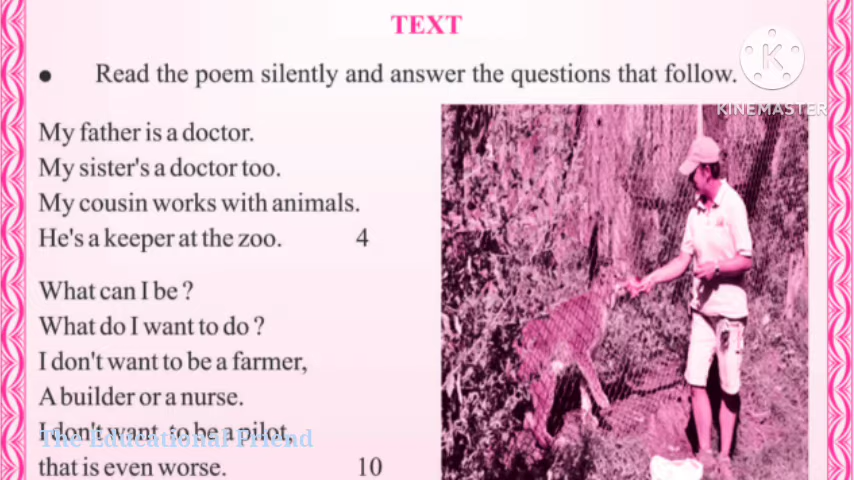 TEXT
● Read the poem silently and answer the questions that follow.
KINEMASTER
My father is a doctor.
My sister's a doctor too.
My cousin works with animals.
He's a keeper at the zoo. 4
What can I be ?
What do I want to do ?
I don't want to be a farmer,
A builder or a nurse.
I don't want to be a pilot,
The Educational Friend
that is even worse. 10